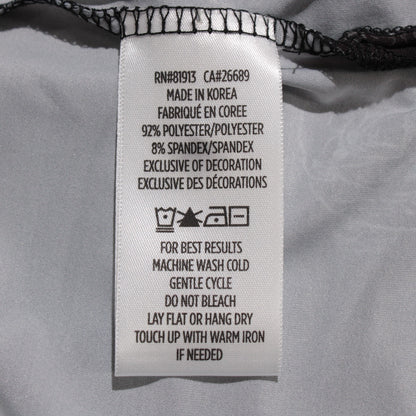 RN#81913 CA#26689
MADE IN KOREA
FABRIQUÉ EN COREE
92% POLYESTER/POLYESTER
8% SPANDEX/SPANDEX
EXCLUSIVE OF DECORATION
EXCLUSIVE DES DÉCORATIONS
FOR BEST RESULTS
MACHINE WASH COLD
GENTLE CYCLE
DO NOT BLEACH
LAY FLAT OR HANG DRY
TOUCH UP WITH WARM IRON
IF NEEDED